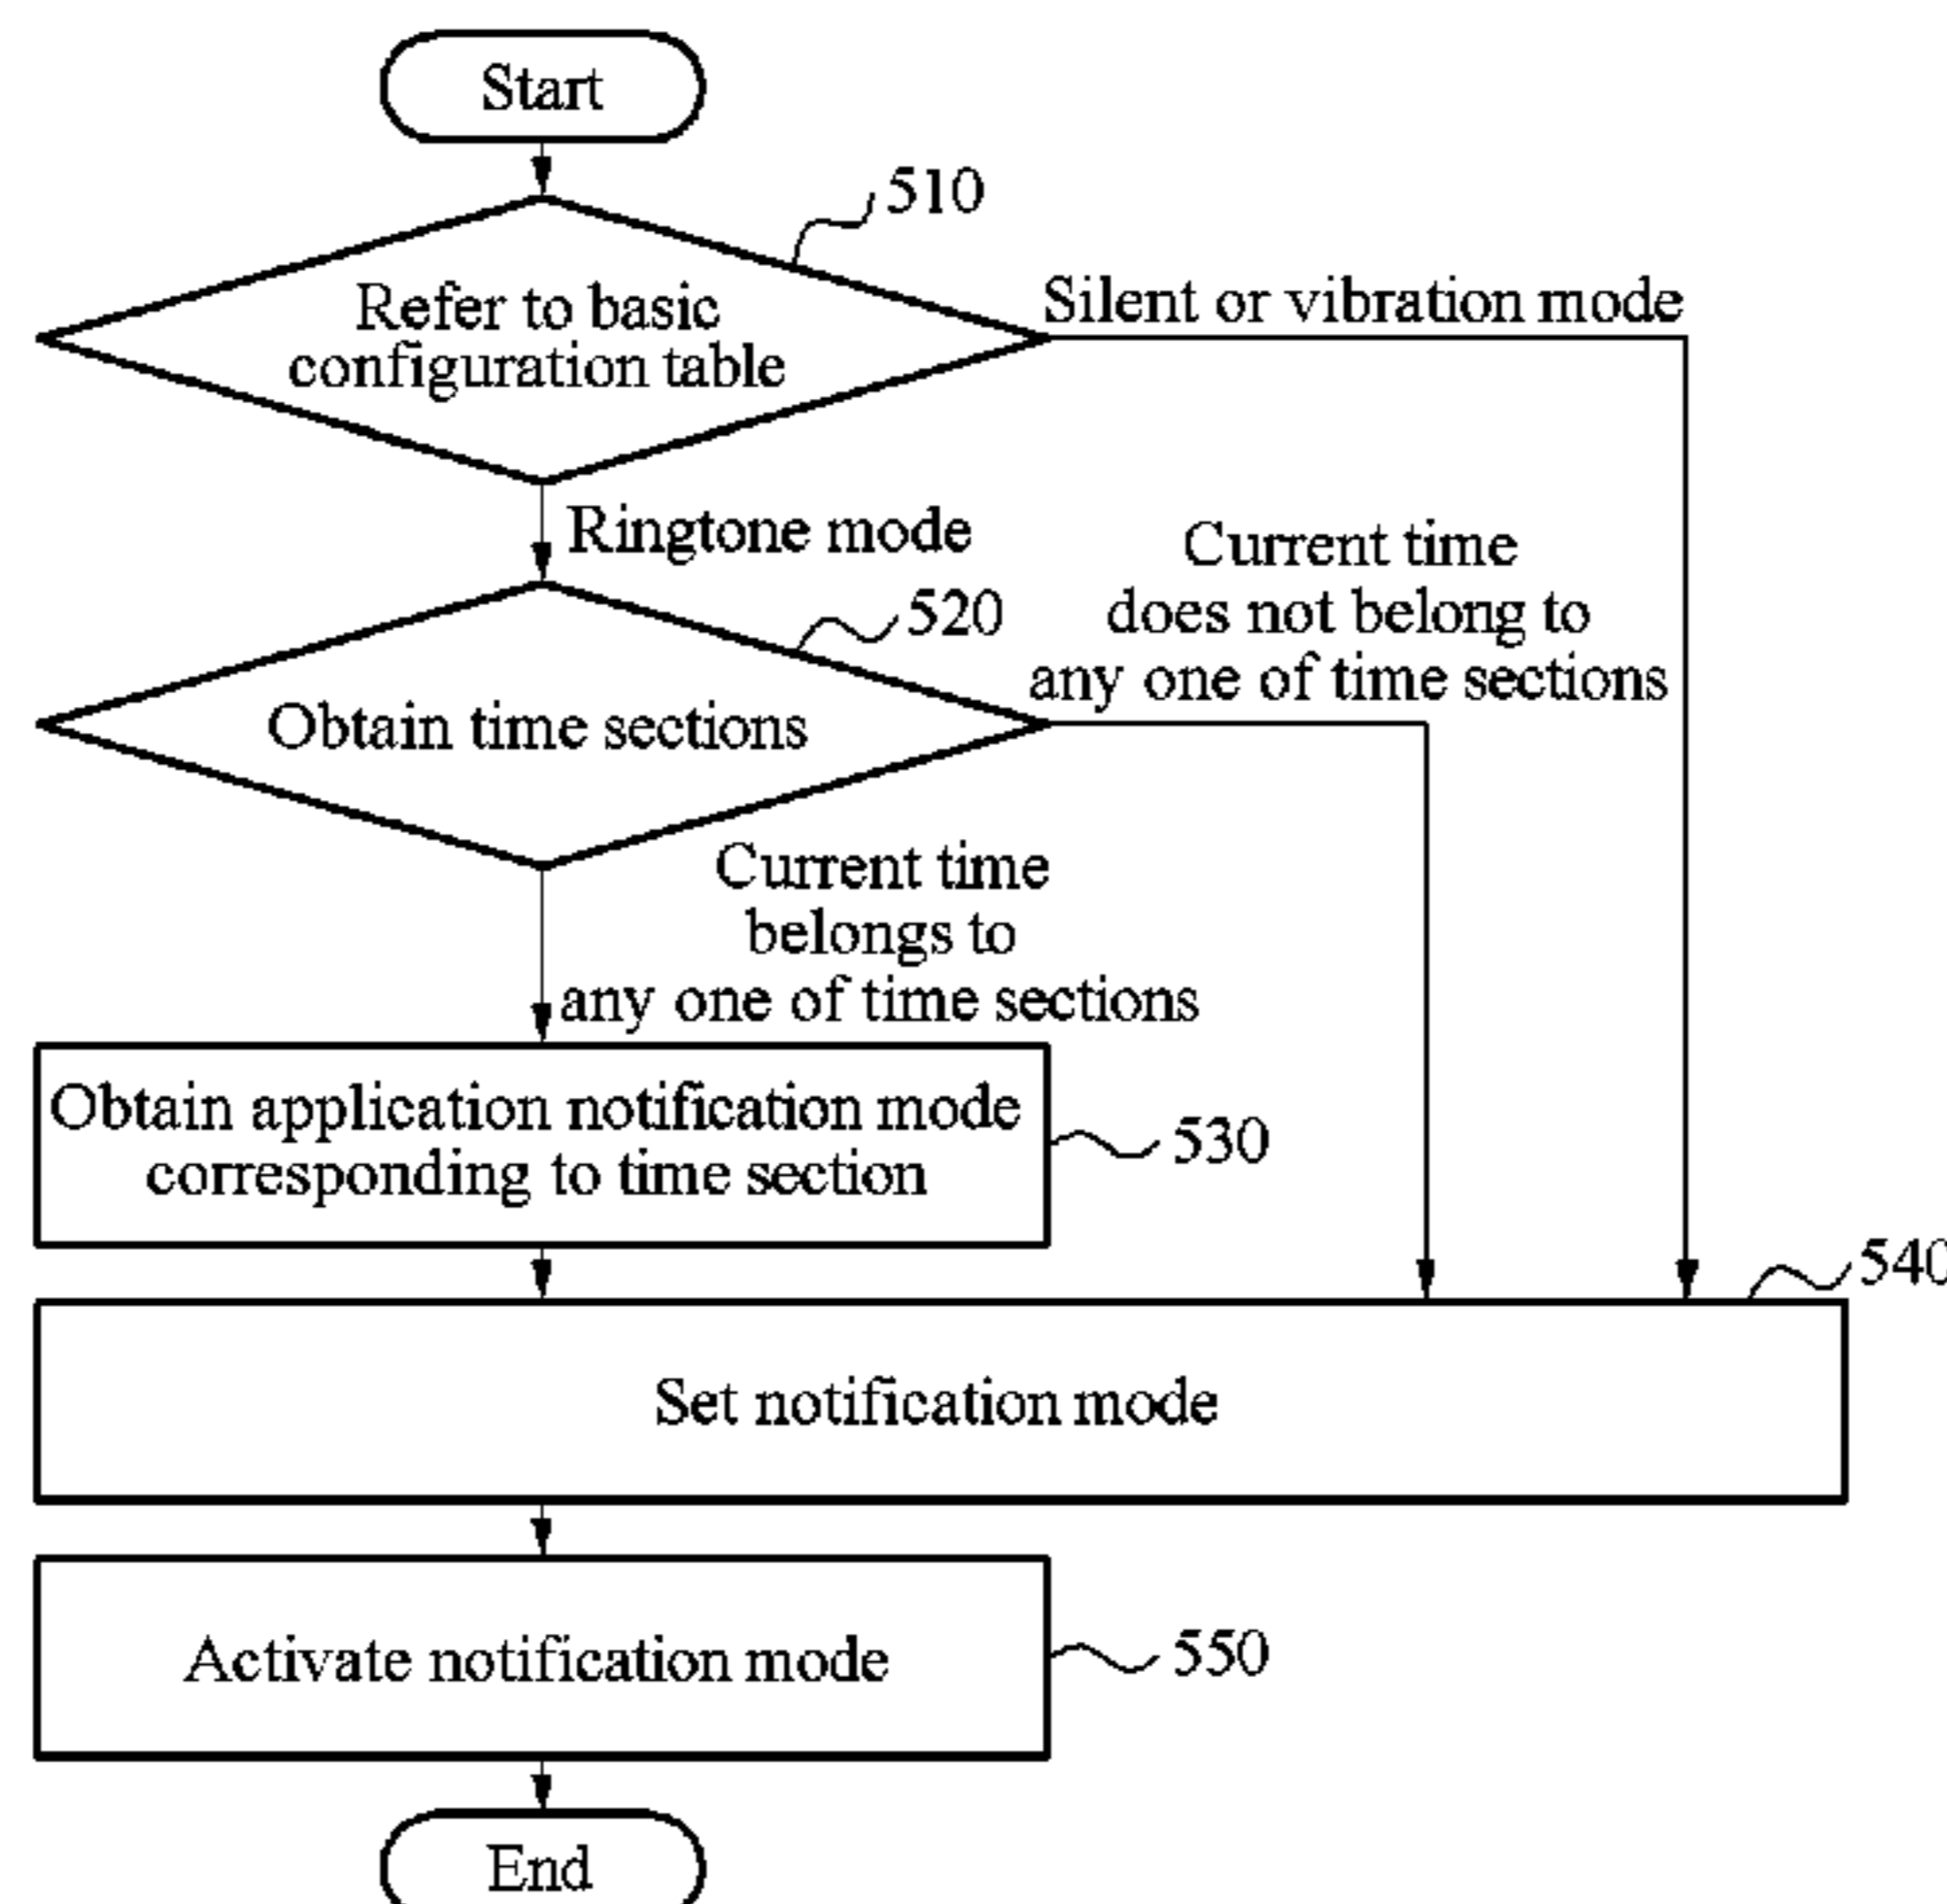 Start
510
Refer to basic
configuration table
Silent or vibration mode
Ringtone mode
Current time
does not belong to
any one of time sections
520
Obtain time sections
Current time
belongs to
any one of time sections
Obtain application notification mode
corresponding to time section
530
540
Set notification mode
Activate notification mode
550
End